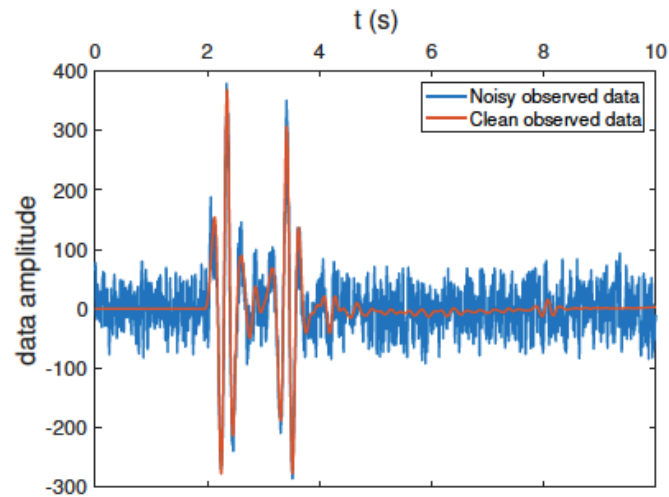 t (s)
0 2 4 6 8 10
400
300
200
100
0
-100
-200
-300
data amplitude
Noisy observed data
Clean observed data